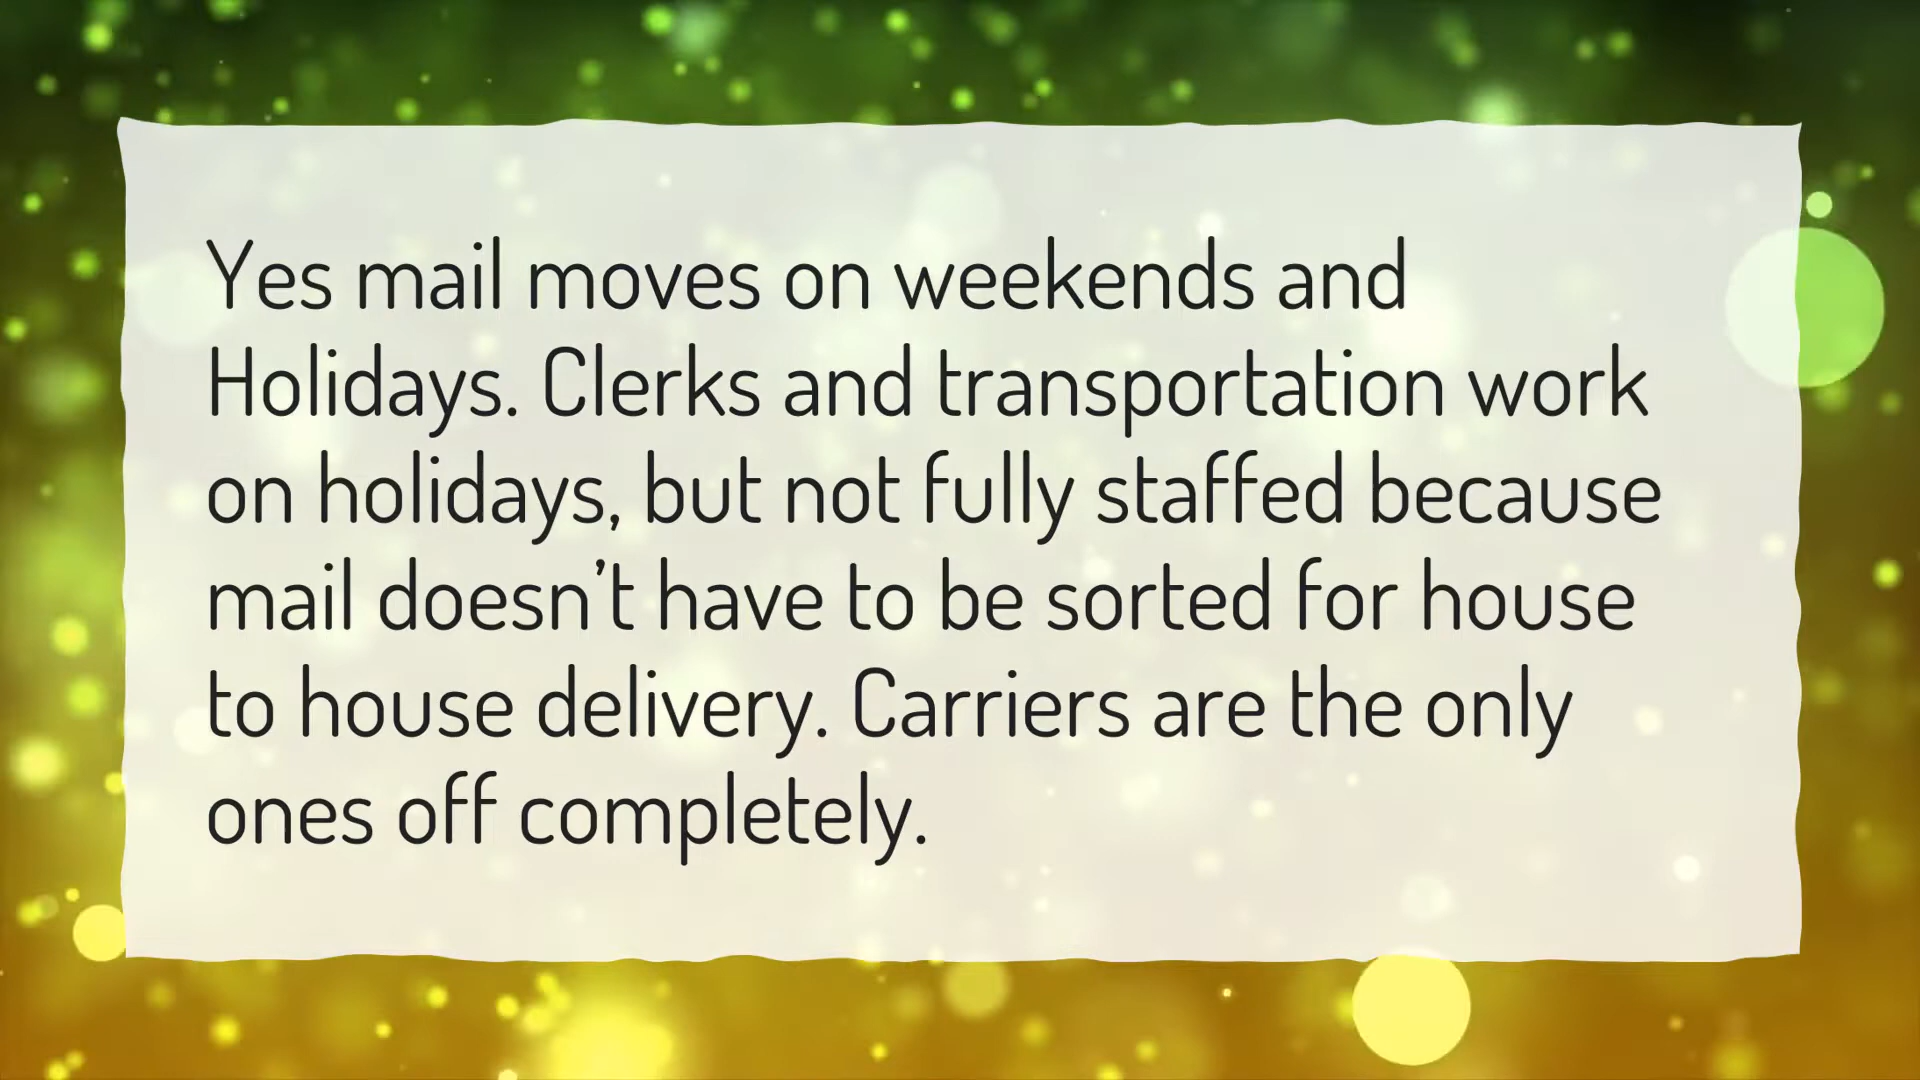 Yes mail moves on weekends and
Holidays. Clerks and transportation work
on holidays, but not fully staffed because
mail doesn’t have to be sorted for house
to house delivery. Carriers are the only
ones off completely.